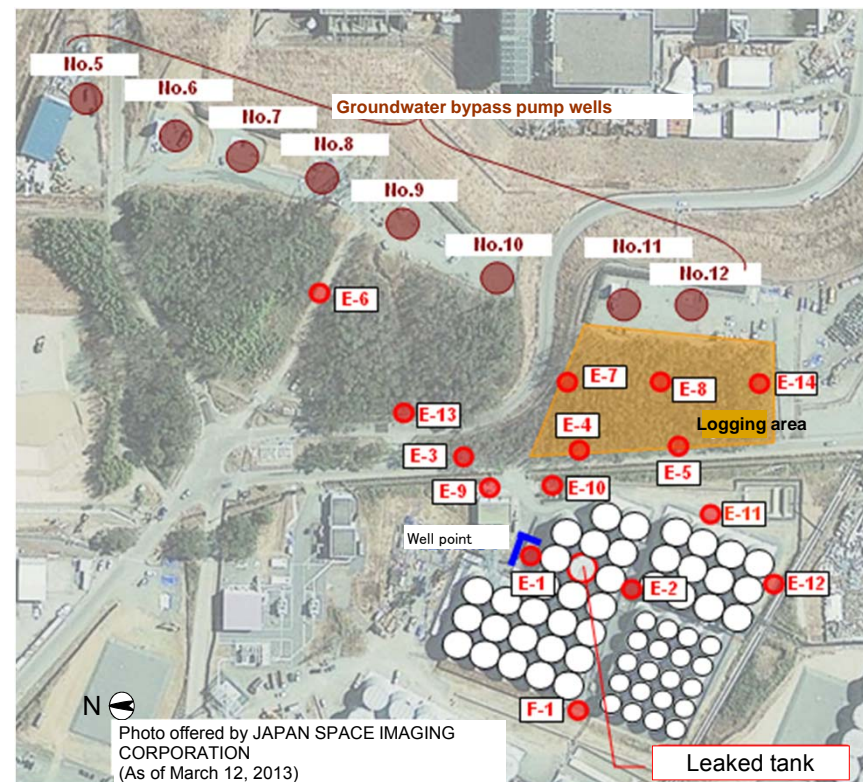 No.5
No.6
No.7
Groundwater bypass pump wells
No.8
No.9
No.10
No.11
No.12
E-6
E-7
E-8
E-14
E-13
Logging area
E-4
E-3
E-5
E-9
E-10
E-11
Well point
E-1
E-2
E-12
F-1
N
Photo offered by JAPAN SPACE IMAGING
CORPORATION
(As of March 12, 2013)
Leaked tank